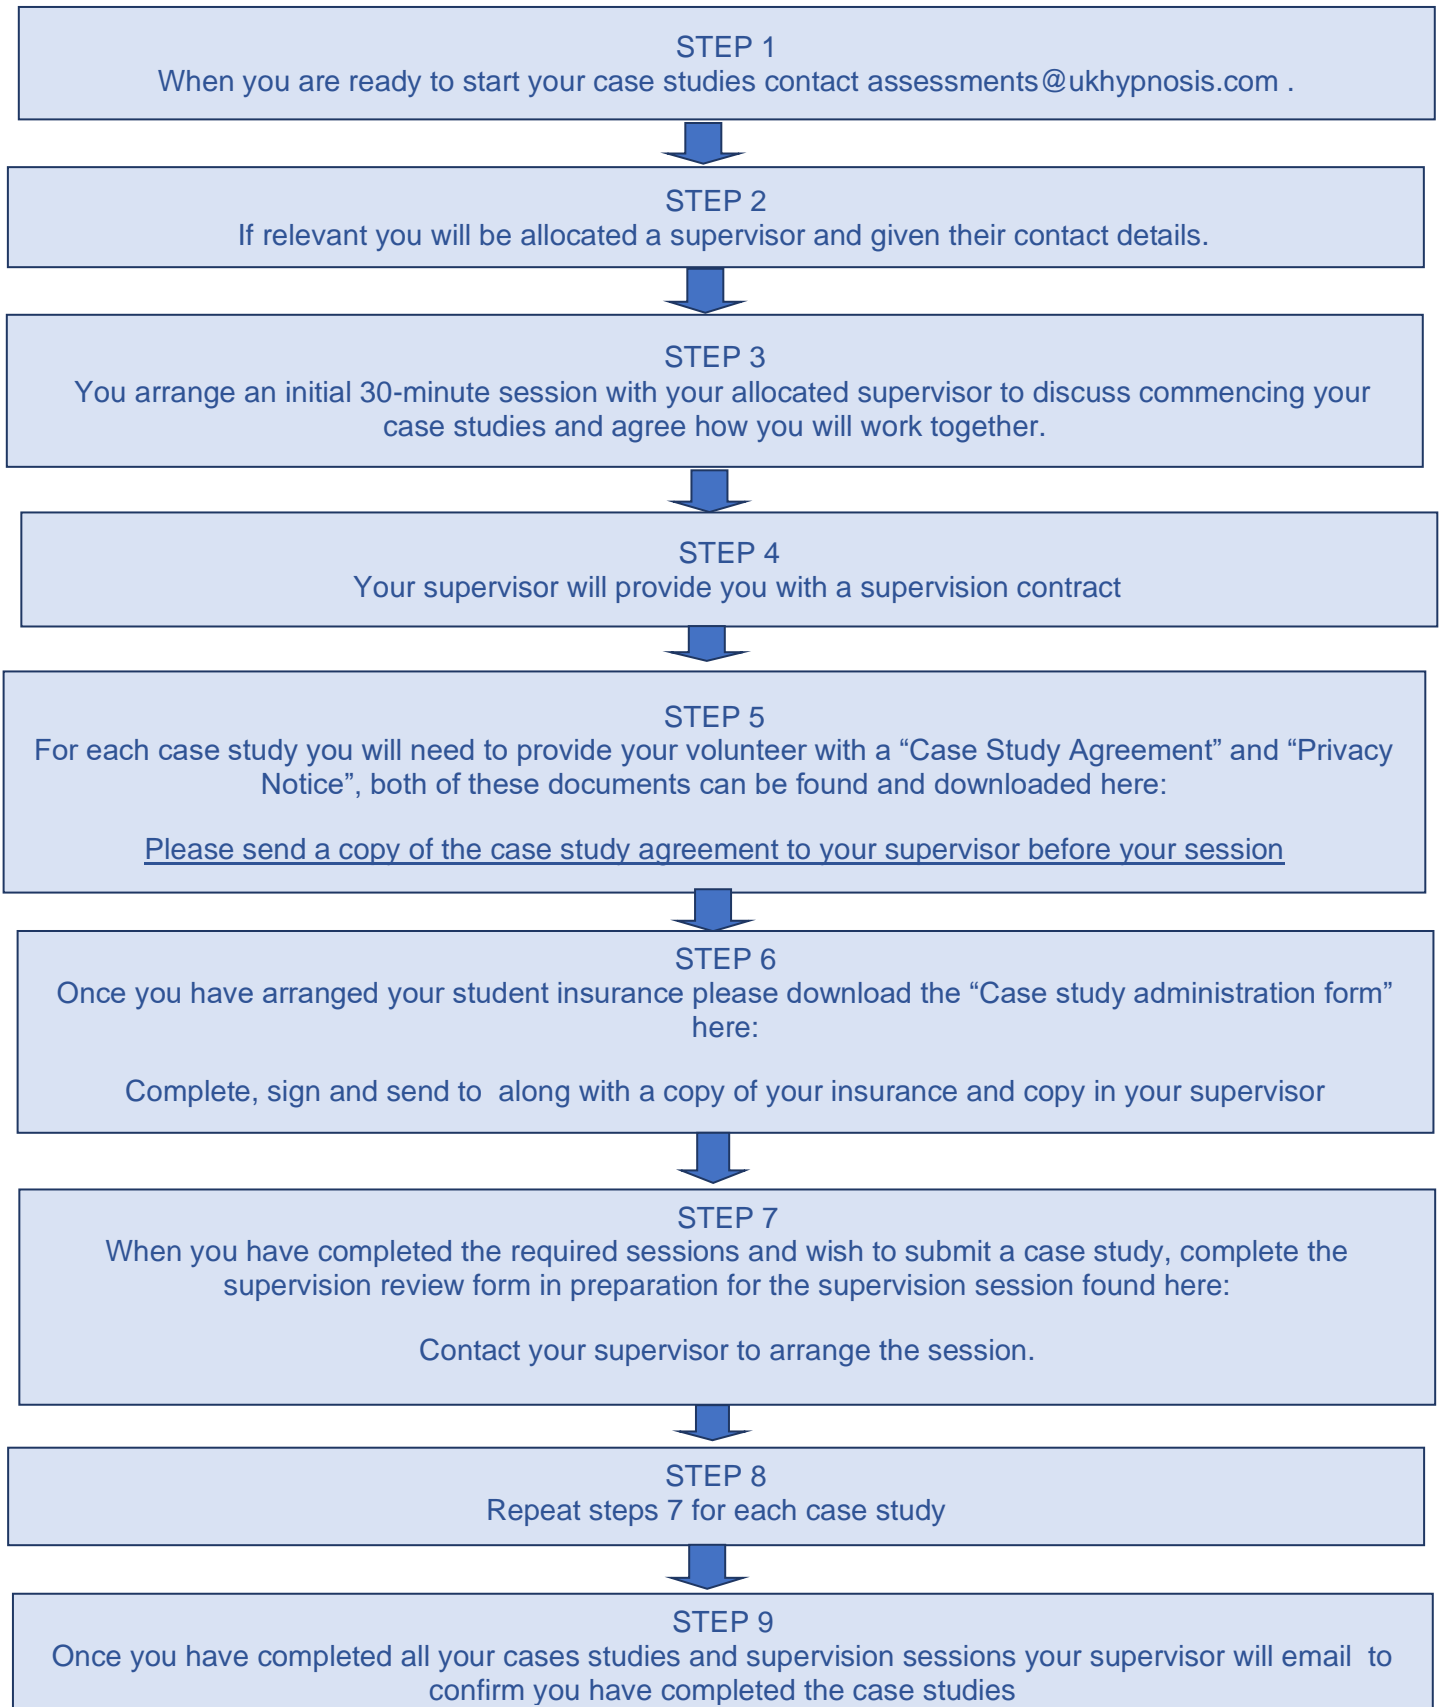 STEP 1
When you are ready to start your case studies contact assessments@ukhypnosis.com .
STEP 2
If relevant you will be allocated a supervisor and given their contact details.
STEP 3
You arrange an initial 30-minute session with your allocated supervisor to discuss commencing your
case studies and agree how you will work together.
STEP 4
Your supervisor will provide you with a supervision contract
STEP 5
For each case study you will need to provide your volunteer with a “Case Study Agreement” and “Privacy
Notice”, both of these documents can be found and downloaded here:
Please send a copy of the case study agreement to your supervisor before your session
STEP 6
Once you have arranged your student insurance please download the “Case study administration form”
here:
Complete, sign and send to  along with a copy of your insurance and copy in your supervisor
STEP 7
When you have completed the required sessions and wish to submit a case study, complete the
supervision review form in preparation for the supervision session found here:
Contact your supervisor to arrange the session.
STEP 8
Repeat steps 7 for each case study
STEP 9
Once you have completed all your cases studies and supervision sessions your supervisor will email  to
confirm you have completed the case studies